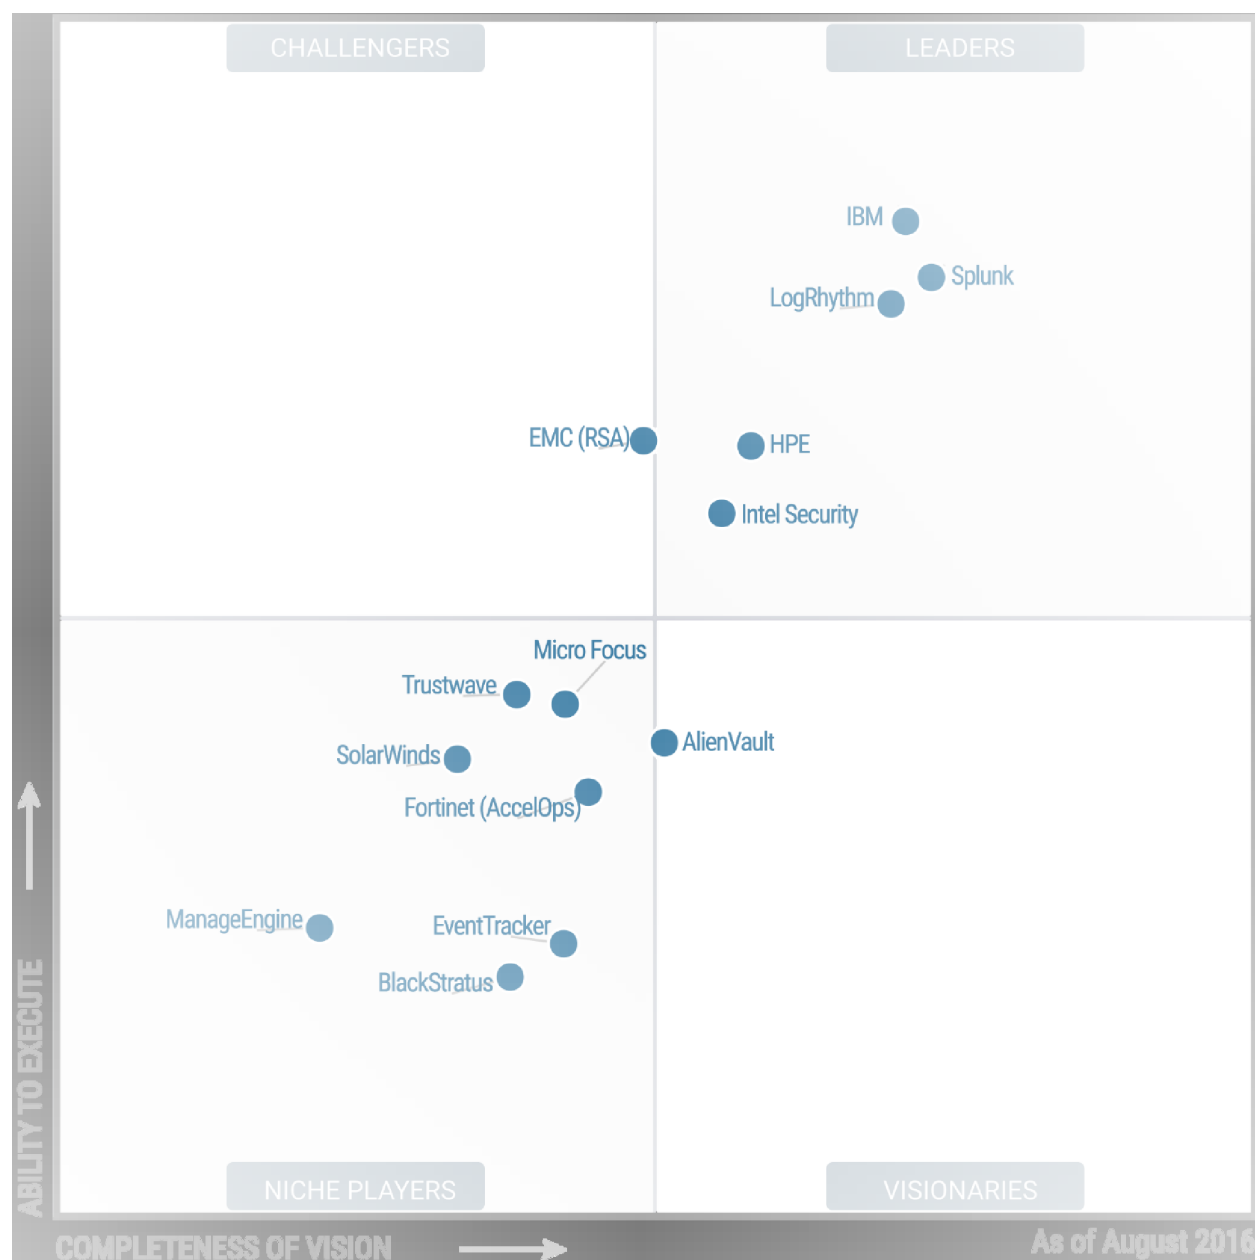 CHALLENGERS
LEADERS
IBM
Splunk
LogRhythm
EMC (RSA)
HPE
Intel Security
Micro Focus
Trustwave
AlienVault
SolarWinds
Fortinet (AccelOps)
ManageEngine
EventTracker
BlackStratus
ABILITY TO EXECUTE
NICHE PLAYERS
VISIONARIES
COMPLETENESS OF VISION
As of August 2016